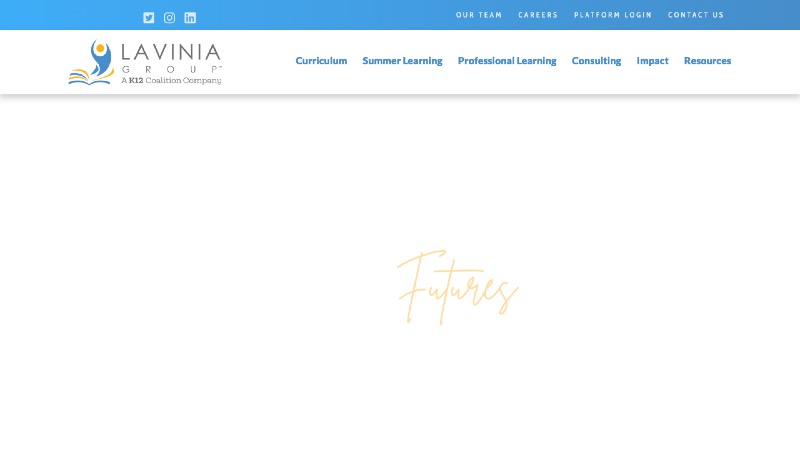 OUR TEAM CAREERS PLATFORM LOGIN CONTACT US
LAVINIA
GROUP™
A K12 Coalition Company
Curriculum Summer Learning Professional Learning Consulting Impact Resources
Futures